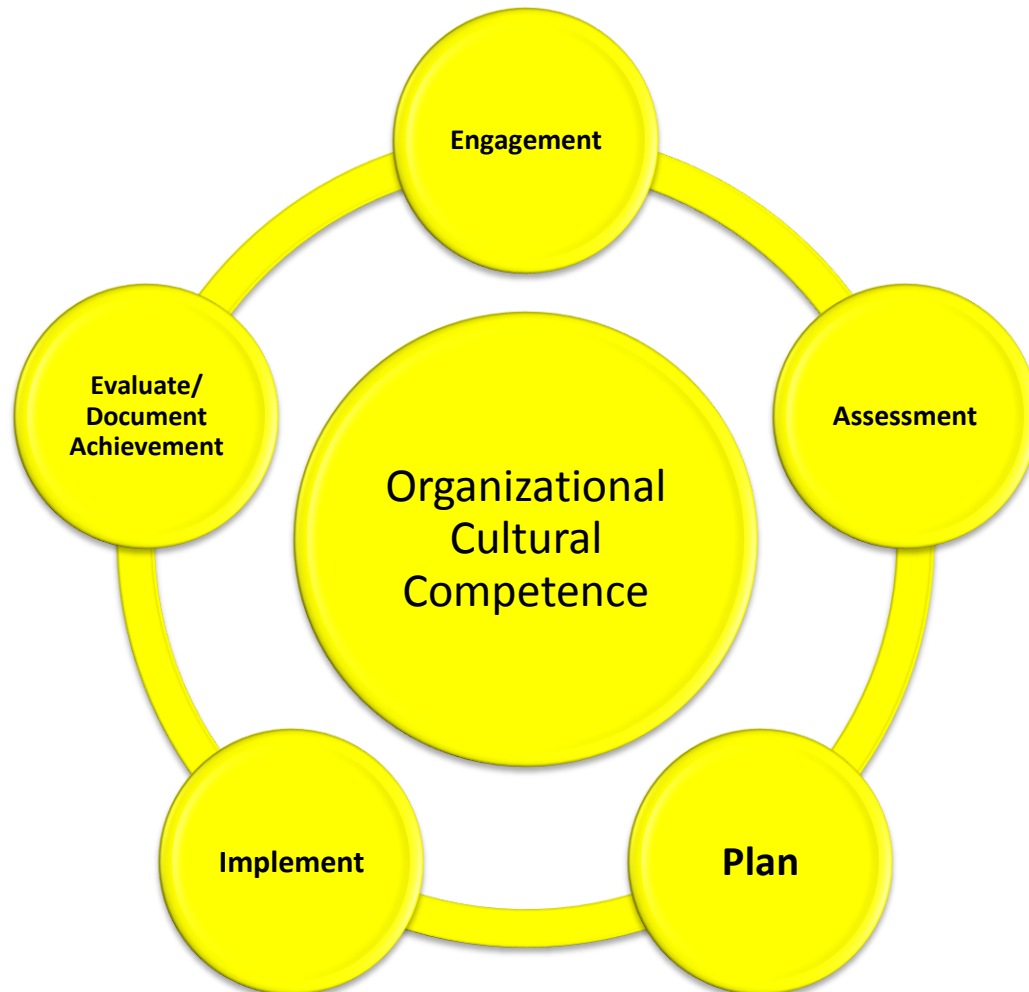 Engagement
Assessment
Plan
Implement
Evaluate/
Document
Achievement
Organizational
Cultural
Competence